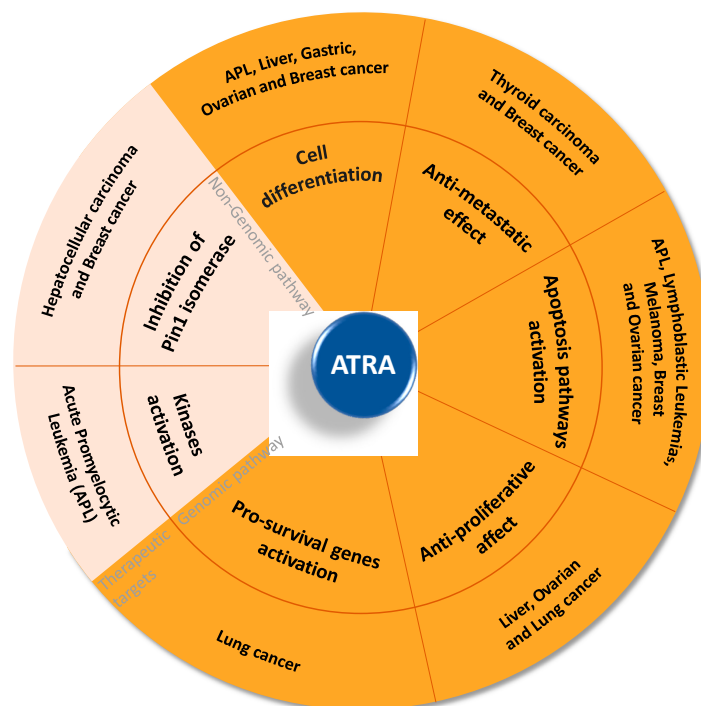 APL, Liver, Gastric,
Ovarian and Breast cancer
Cell
differentiation
Thyroid carcinoma
and Breast cancer
Anti-metastatic
effect
APL, Lymphoblastic Leukemias,
Melanoma, Breast
and Ovarian cancer
Apoptosis pathways
activation
Liver, Ovarian
and Lung cancer
Anti-proliferative
affect
Lung cancer
Pro-survival genes
activation
Acute Promyelocytic
Leukemia (APL)
Kinases
activation
Hepatocellular carcinoma
and Breast cancer
Inhibition of
Pin1 isomerase
Non-Genomic pathway
Genomic pathway
Therapeutic
targets
ATRA